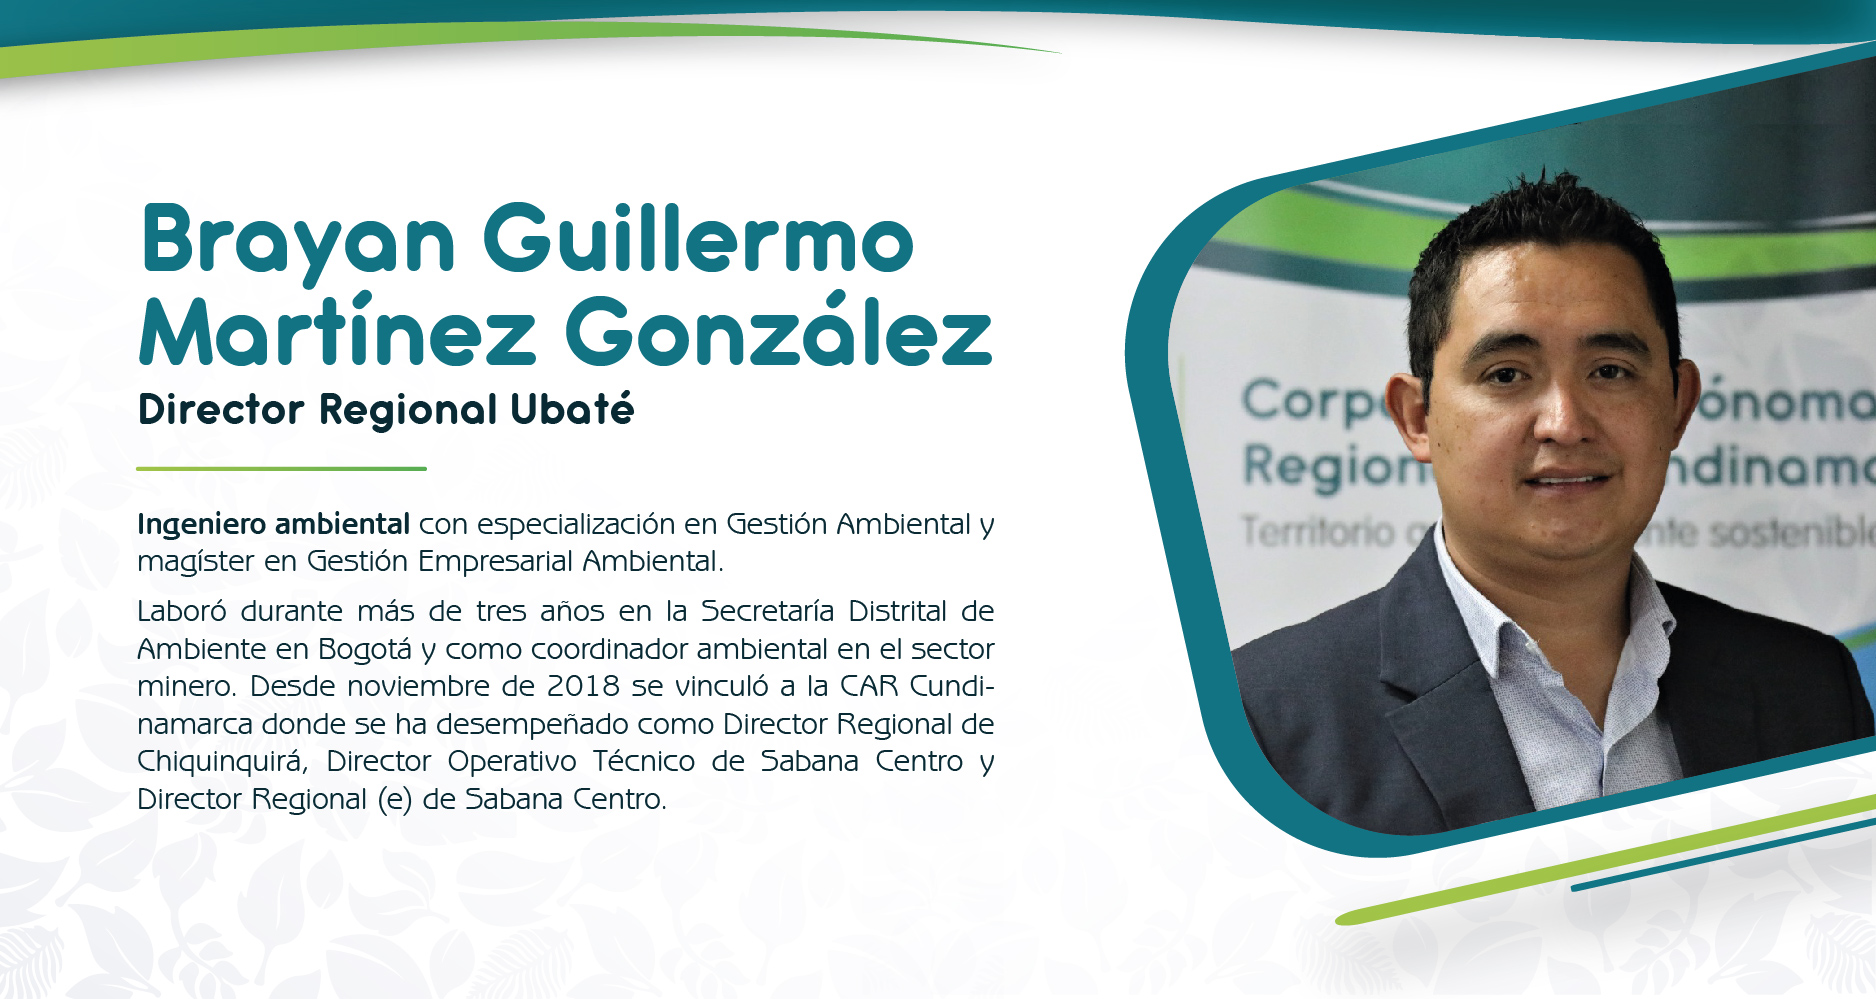 Brayan Guillermo
Martínez González
Director Regional Ubaté
Ingeniero ambiental con especialización en Gestión Ambiental y
magíster en Gestión Empresarial Ambiental.
Laboró durante más de tres años en la Secretaría Distrital de
Ambiente en Bogotá y como coordinador ambiental en el sector
minero. Desde noviembre de 2018 se vinculó a la CAR Cundi-
namarca donde se ha desempeñado como Director Regional de
Chiquinquirá, Director Operativo Técnico de Sabana Centro y
Director Regional (e) de Sabana Centro.
Corp ónoma
Region ndinama
Territorio nte sostenible